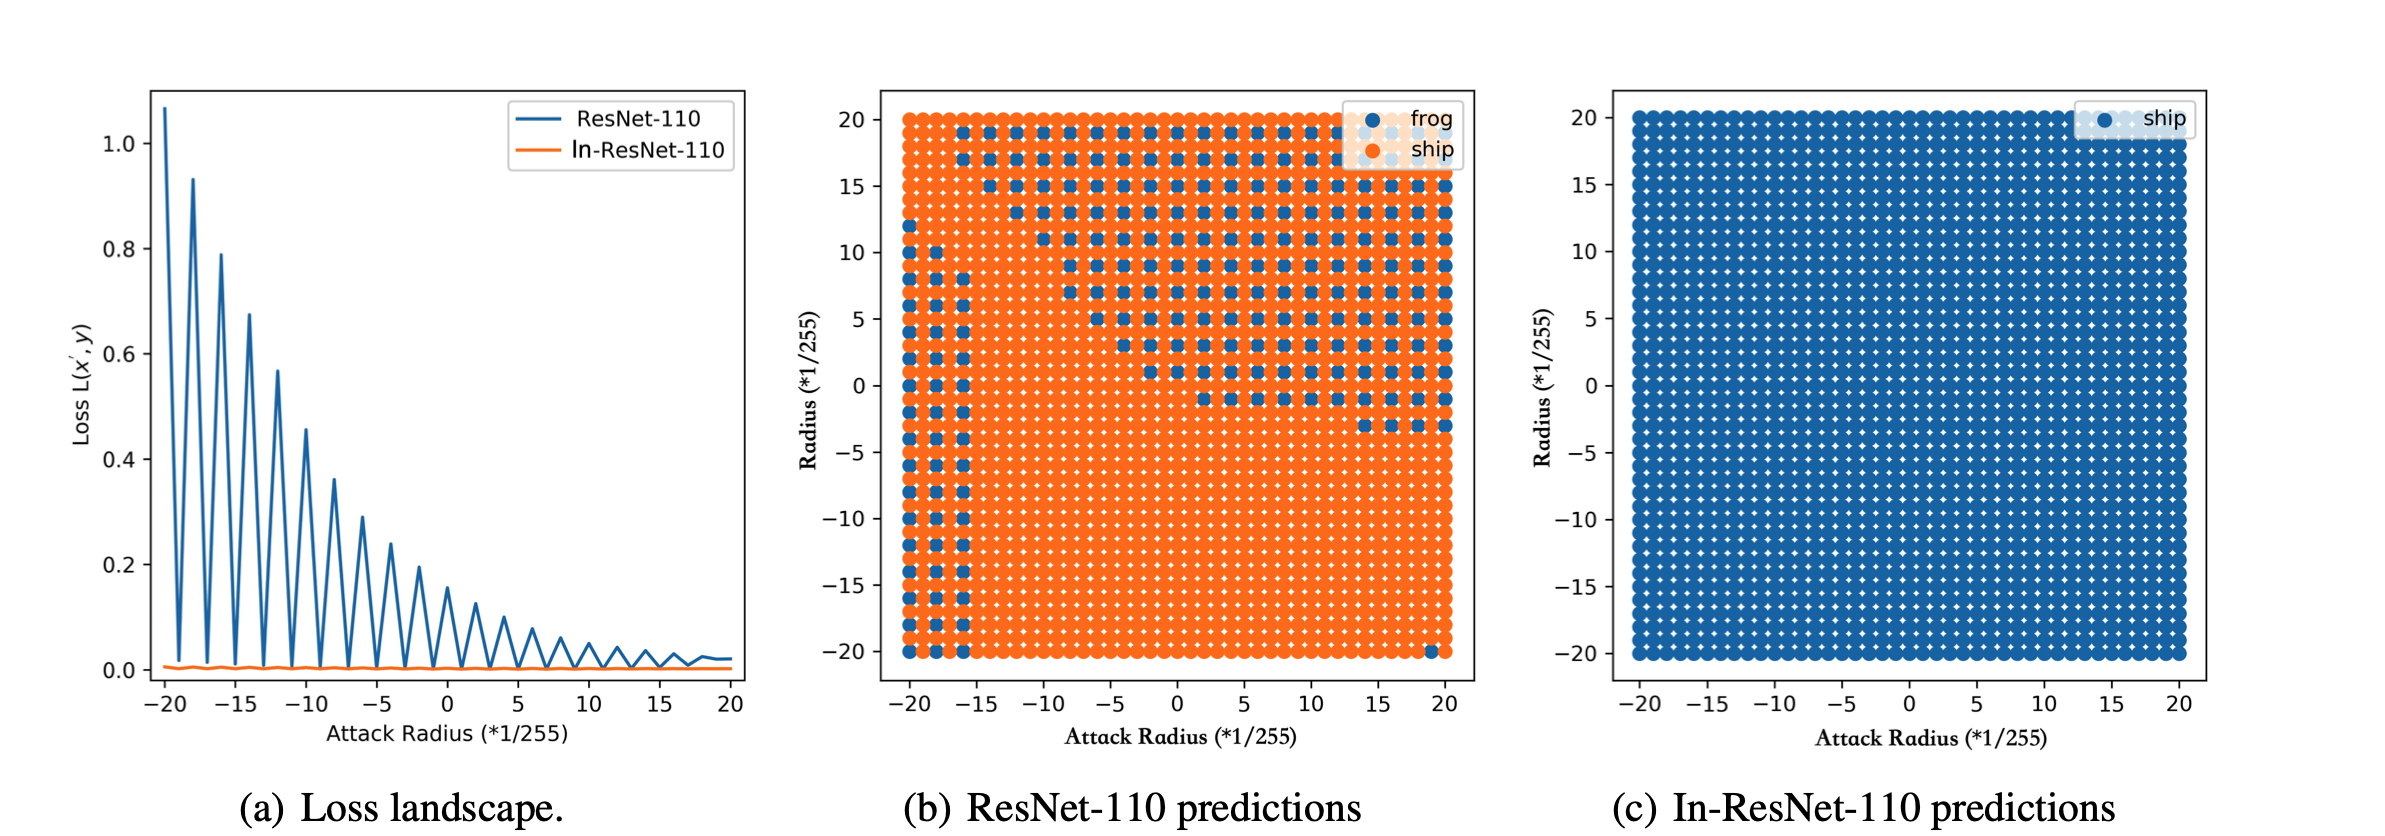 ResNet-110
In-ResNet-110
1.0
0.8
0.6
0.4
0.2
0.0
Loss L(x′, y)
−20 −15 −10 −5 0 5 10 15 20
Attack Radius (*1/255)
(a) Loss landscape.
frog
ship
20
15
10
5
0
−5
−10
−15
−20
Radius (*1/255)
−20 −15 −10 −5 0 5 10 15 20
Attack Radius (*1/255)
(b) ResNet-110 predictions
ship
20
15
10
5
0
−5
−10
−15
−20
Radius (*1/255)
−20 −15 −10 −5 0 5 10 15 20
Attack Radius (*1/255)
(c) In-ResNet-110 predictions